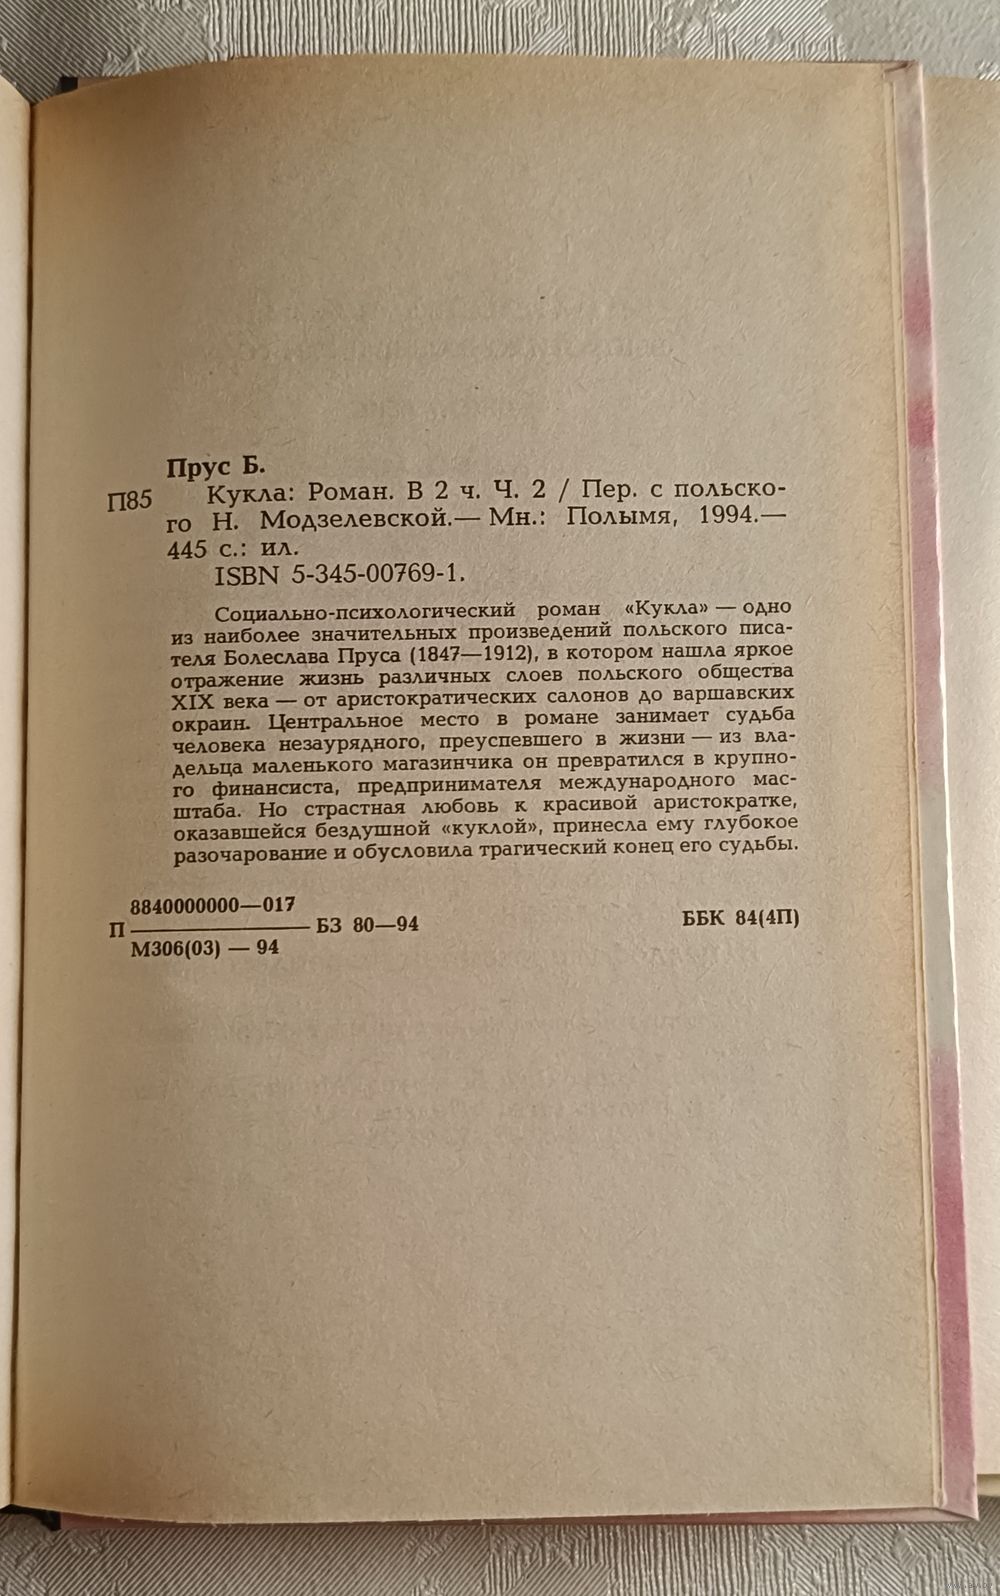 Прус Б.
П85 Кукла: Роман. В 2 ч. Ч. 2 / Пер. с польско-
го Н. Модзелевской.— Мн.: Полымя, 1994.—
445 с.: ил.
ISBN 5-345-00769-1.
Социально-психологический роман «Кукла» — одно
из наиболее значительных произведений польского писа-
теля Болеслава Пруса (1847—1912), в котором нашла яркое
отражение жизнь различных слоев польского общества
XIX века — от аристократических салонов до варшавских
окраин. Центральное место в романе занимает судьба
человека незаурядного, преуспевшего в жизни — из вла-
дельца маленького магазинчика он превратился в крупно-
го финансиста, предпринимателя международного мас-
штаба. Но страстная любовь к красивой аристократке,
оказавшейся бездушной «куклой», принесла ему глубокое
разочарование и обусловила трагический конец его судьбы.
8840000000—017
П БЗ 80—94 ББК 84(4П)
М306(03) — 94